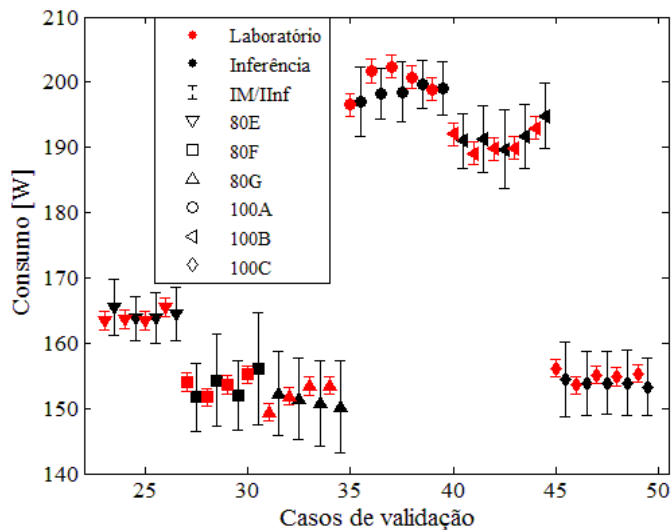 210
200
190
180
170
160
150
140
Consumo [W]
Laboratório
Inferência
IM/IInf
80E
80F
80G
100A
100B
100C
25
30
35
40
45
50
Casos de validação